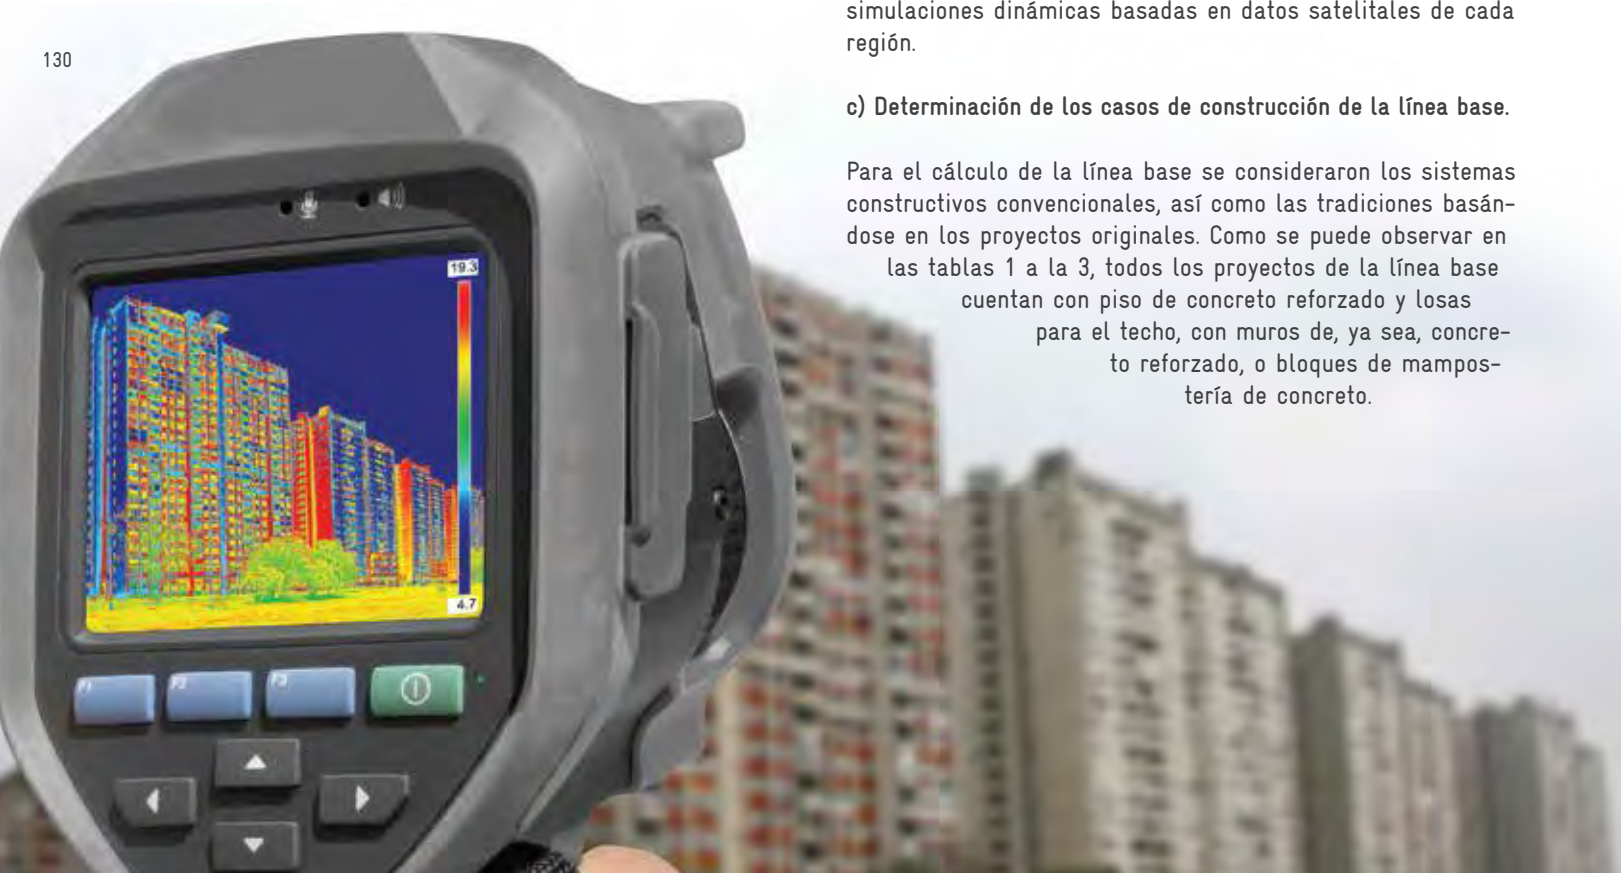 130
simulaciones dinámicas basadas en datos satelitales de cada
región.
c) Determinación de los casos de construcción de la línea base.
Para el cálculo de la línea base se consideraron los sistemas
constructivos convencionales, así como las tradiciones basán-
dose en los proyectos originales. Como se puede observar en
las tablas 1 a la 3, todos los proyectos de la línea base
cuentan con piso de concreto reforzado y losas
para el techo, con muros de, ya sea, concre-
to reforzado, o bloques de mampos-
tería de concreto.
19.3
4.7
F1
F2
F3